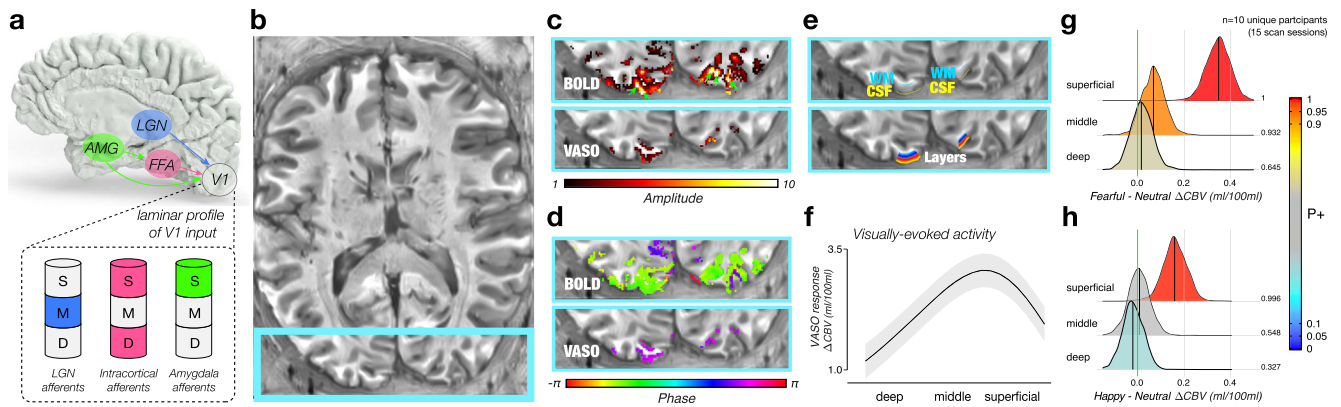 a
LGN
AMG
FFA
V1
laminar profile
of V1 input
S
M
D
S
M
D
S
M
D
LGN
afferents
Intracortical
afferents
Amygdala
afferents
b
c
BOLD
VASO
1
10
Amplitude
d
BOLD
VASO
-π
π
Phase
e
WM
CSF
WM
CSF
Layers
f
Visually-evoked activity
3.5
1.0
VASO response
ΔCBV (ml/100ml)
deep
middle
superficial
g
n=10 unique partcipants
(15 scan sessions)
superficial
1
middle
0.932
deep
0.645
0.0
0.2
0.4
Fearful - Neutral ΔCBV (ml/100ml)
h
superficial
0.996
middle
0.548
deep
0.327
0.0
0.2
0.4
Happy - Neutral ΔCBV (ml/100ml)
1
0.95
0.9
P+
0.1
0.05
0